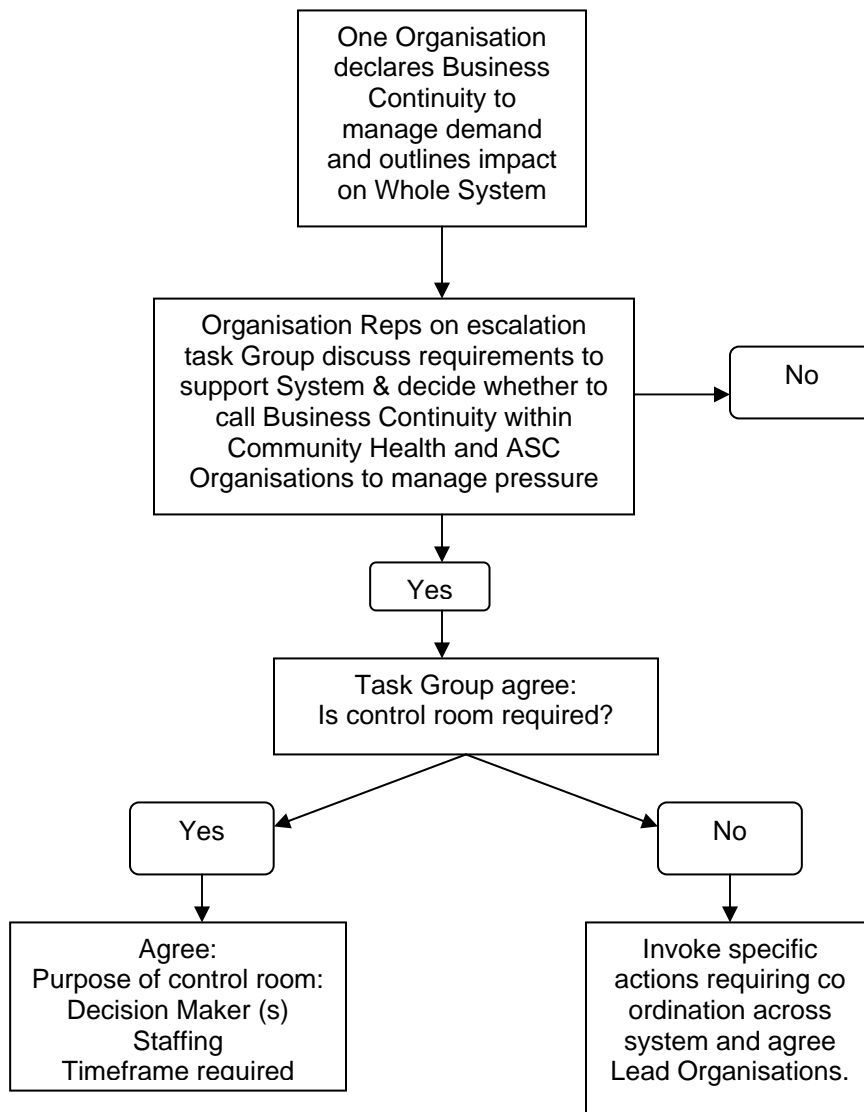 One Organisation
declares Business
Continuity to
manage demand
and outlines impact
on Whole System
Organisation Reps on escalation
task Group discuss requirements to
support System & decide whether to
call Business Continuity within
Community Health and ASC
Organisations to manage pressure
No
Yes
Task Group agree:
Is control room required?
Yes
No
Agree:
Purpose of control room:
Decision Maker (s)
Staffing
Timeframe required
Invoke specific
actions requiring co
ordination across
system and agree
Lead Organisations.